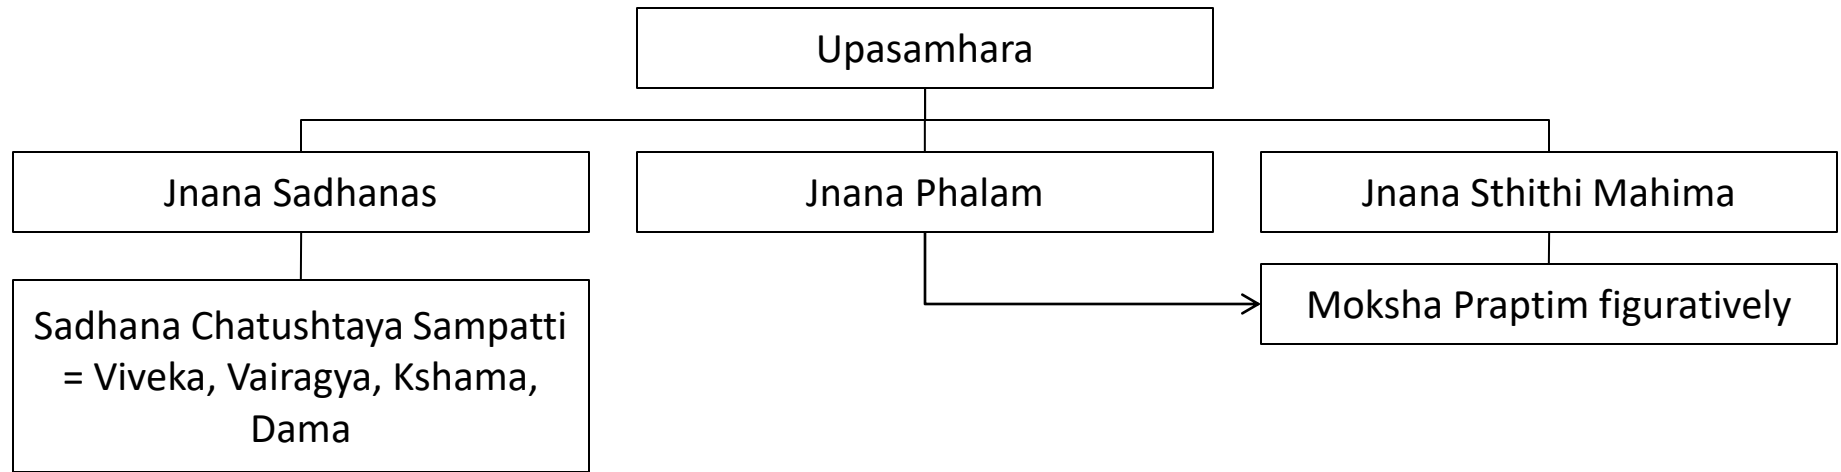 Upasamhara
Jnana Sadhanas
Jnana Phalam
Jnana Sthithi Mahima
Sadhana Chatushtaya Sampatti
= Viveka, Vairagya, Kshama,
Dama
Moksha Praptim figuratively